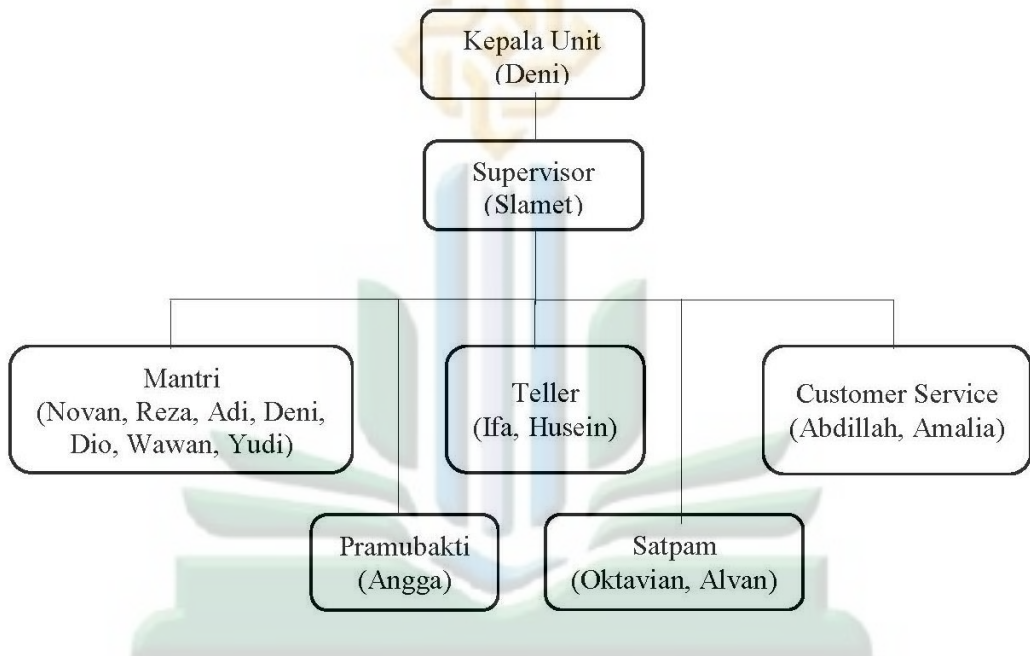 Kepala Unit
(Deni)
Supervisor
(Slamet)
Mantri
(Novan, Reza, Adi, Deni,
Dio, Wawan, Yudi)
Teller
(Ifa, Husein)
Customer Service
(Abdillah, Amalia)
Pramubakti
(Angga)
Satpam
(Oktavian, Alvan)